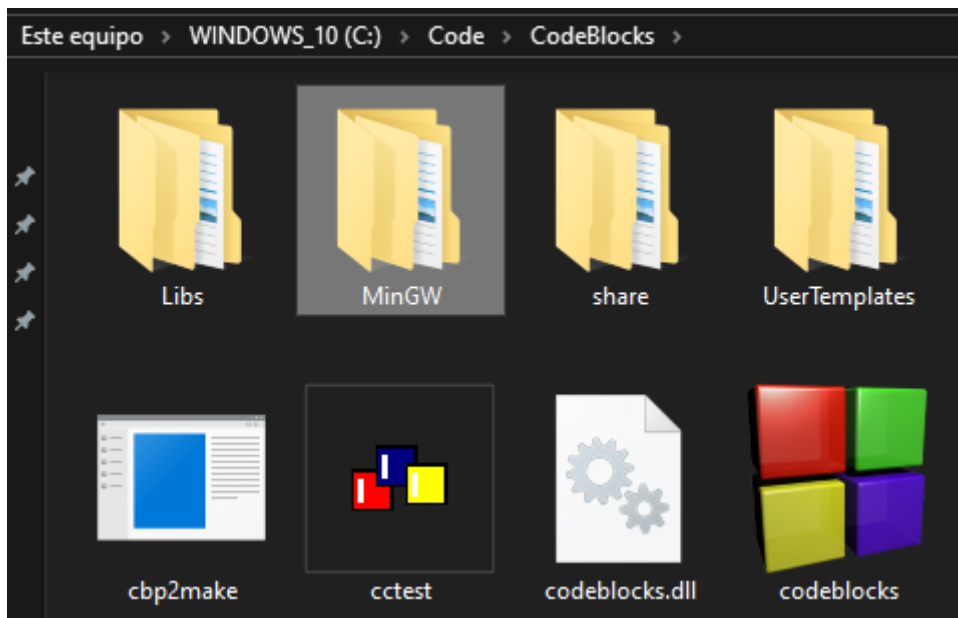 Este equipo > WINDOWS_10 (C:) > Code > CodeBlocks >
Libs MinGW share UserTemplates
cbp2make cctest codeblocks.dll codeblocks